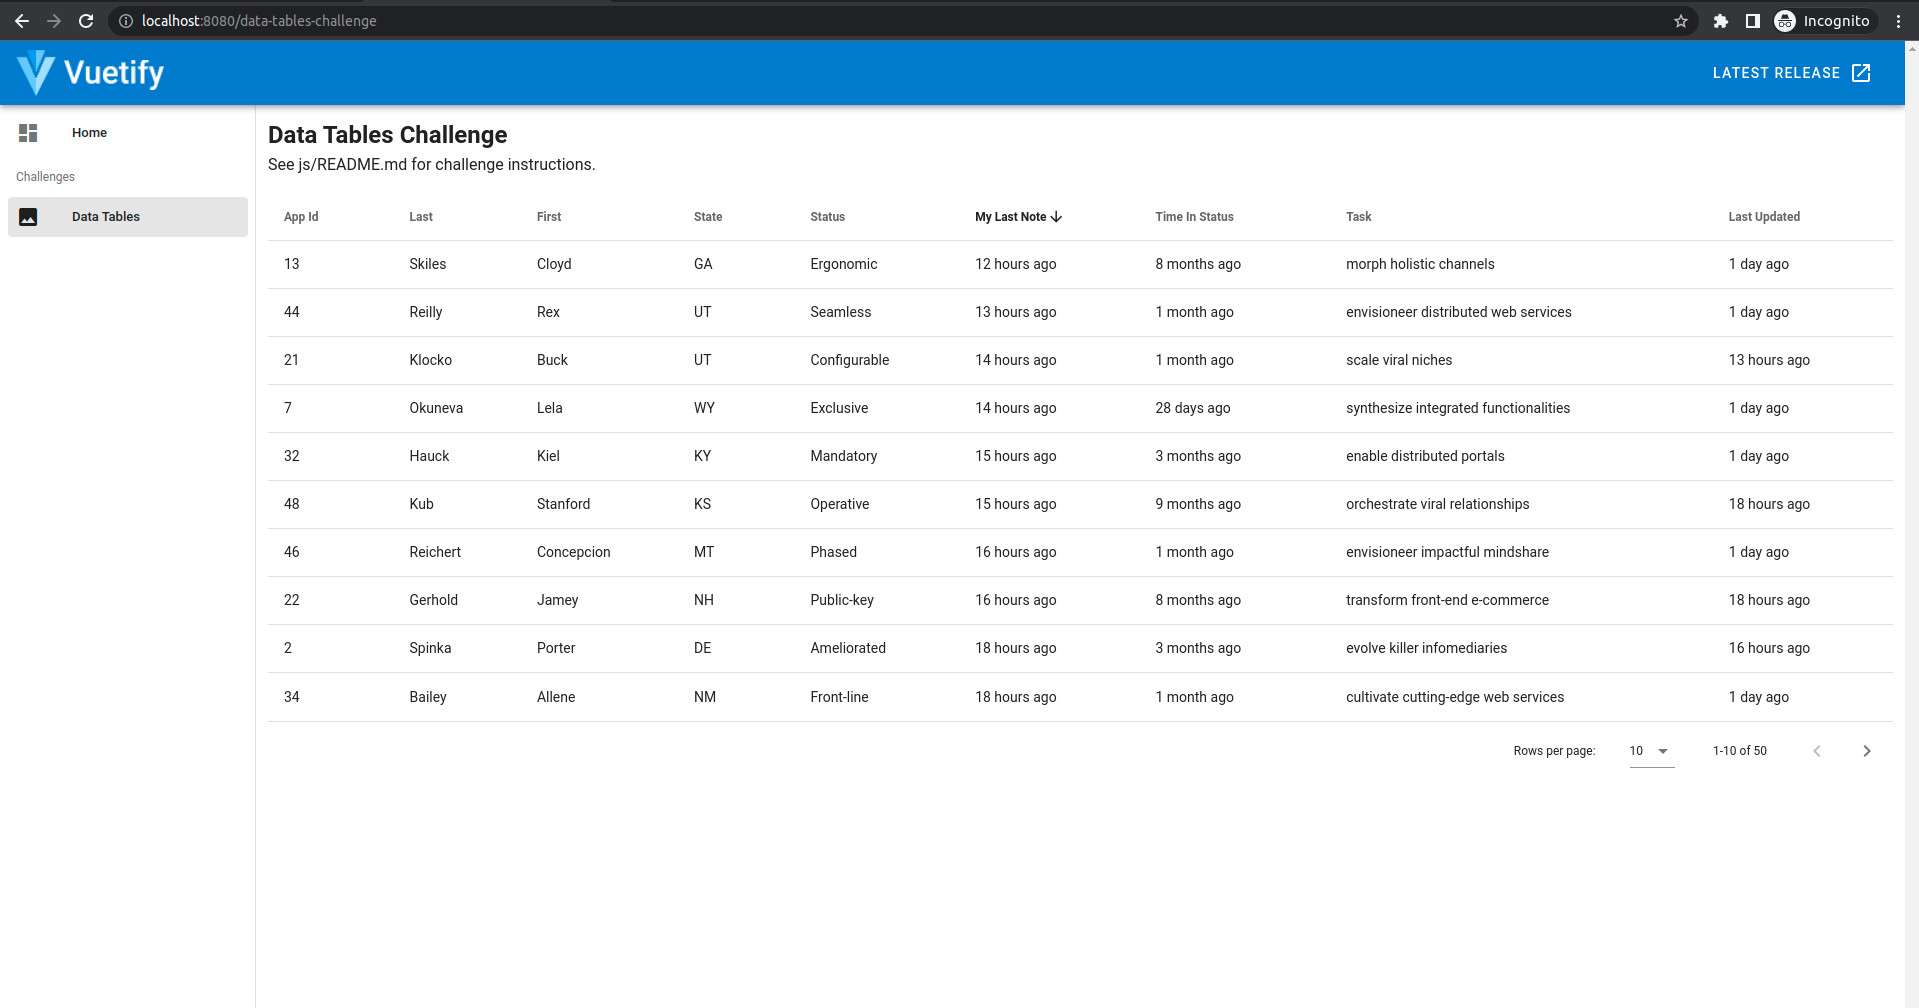 localhost:8080/data-tables-challenge
Incognito
Vuetify
LATEST RELEASE
Home
Challenges
Data Tables
Data Tables Challenge
See js/README.md for challenge instructions.
App Id Last First State Status My Last Note Time In Status Task Last Updated
13 Skiles Cloyd GA Ergonomic 12 hours ago 8 months ago morph holistic channels 1 day ago
44 Reilly Rex UT Seamless 13 hours ago 1 month ago envisioneer distributed web services 1 day ago
21 Klocko Buck UT Configurable 14 hours ago 1 month ago scale viral niches 13 hours ago
7 Okuneva Lela WY Exclusive 14 hours ago 28 days ago synthesize integrated functionalities 1 day ago
32 Hauck Kiel KY Mandatory 15 hours ago 3 months ago enable distributed portals 1 day ago
48 Kub Stanford KS Operative 15 hours ago 9 months ago orchestrate viral relationships 18 hours ago
46 Reichert Concepcion MT Phased 16 hours ago 1 month ago envisioneer impactful mindshare 1 day ago
22 Gerhold Jamey NH Public-key 16 hours ago 8 months ago transform front-end e-commerce 18 hours ago
2 Spinka Porter DE Ameliorated 18 hours ago 3 months ago evolve killer infomediaries 16 hours ago
34 Bailey Allene NM Front-line 18 hours ago 1 month ago cultivate cutting-edge web services 1 day ago
Rows per page: 10 1-10 of 50